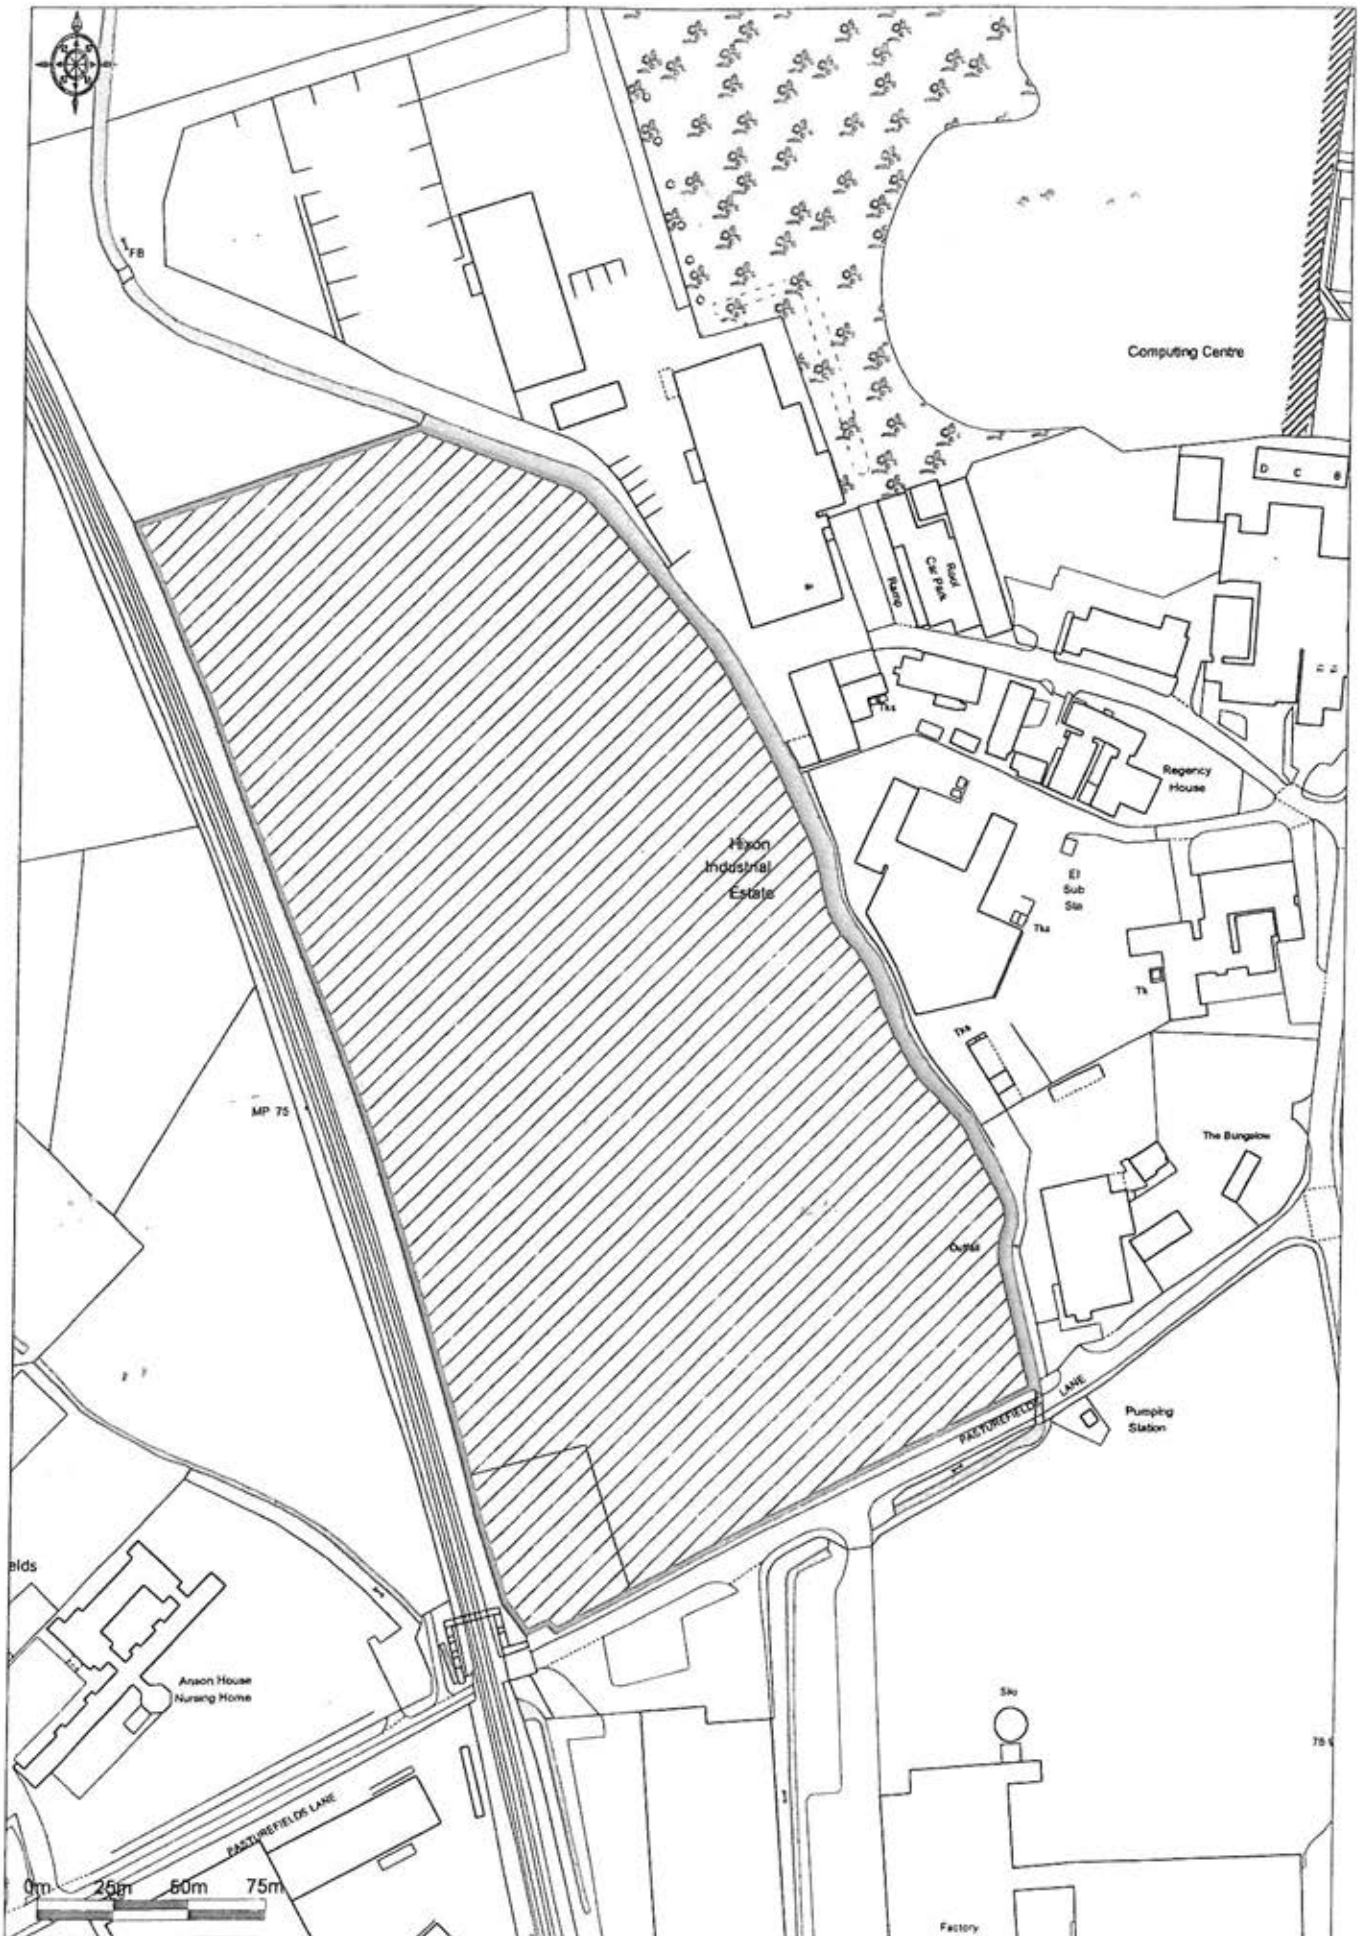 FB
Computing Centre
D C B
Roof
Car Park
Ramp
Tks
Regency
House
Hixon
Industrial
Estate
El
Sub
Sta
Tks
Tk
Tks
MP 75
The Bungalow
Outfall
PASTUREFIELDS LANE
Pumping
Station
elds
Anson House
Nursing Home
Silo
PASTUREFIELDS LANE
0m 25m 50m 75m
Factory